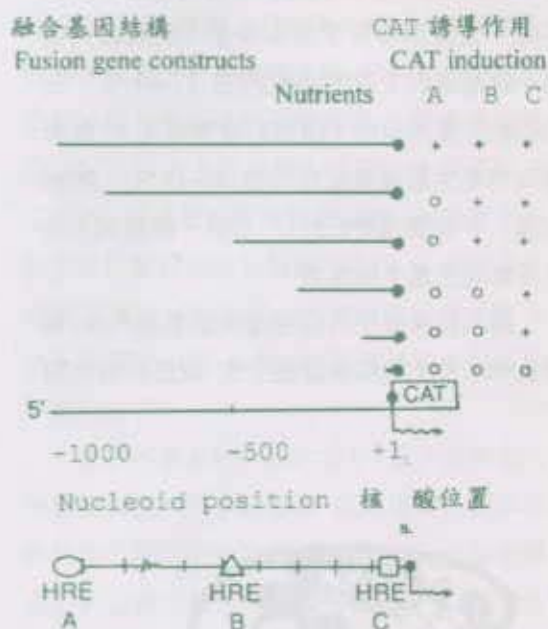 融合基因結構 CAT 誘導作用
Fusion gene constructs CAT induction
Nutrients A B C
+ + +
o + +
o + +
o o +
o o +
o o o
CAT
5'
-1000 -500 +1
Nucleoid position 核 酸位置
HRE HRE HRE
A B C